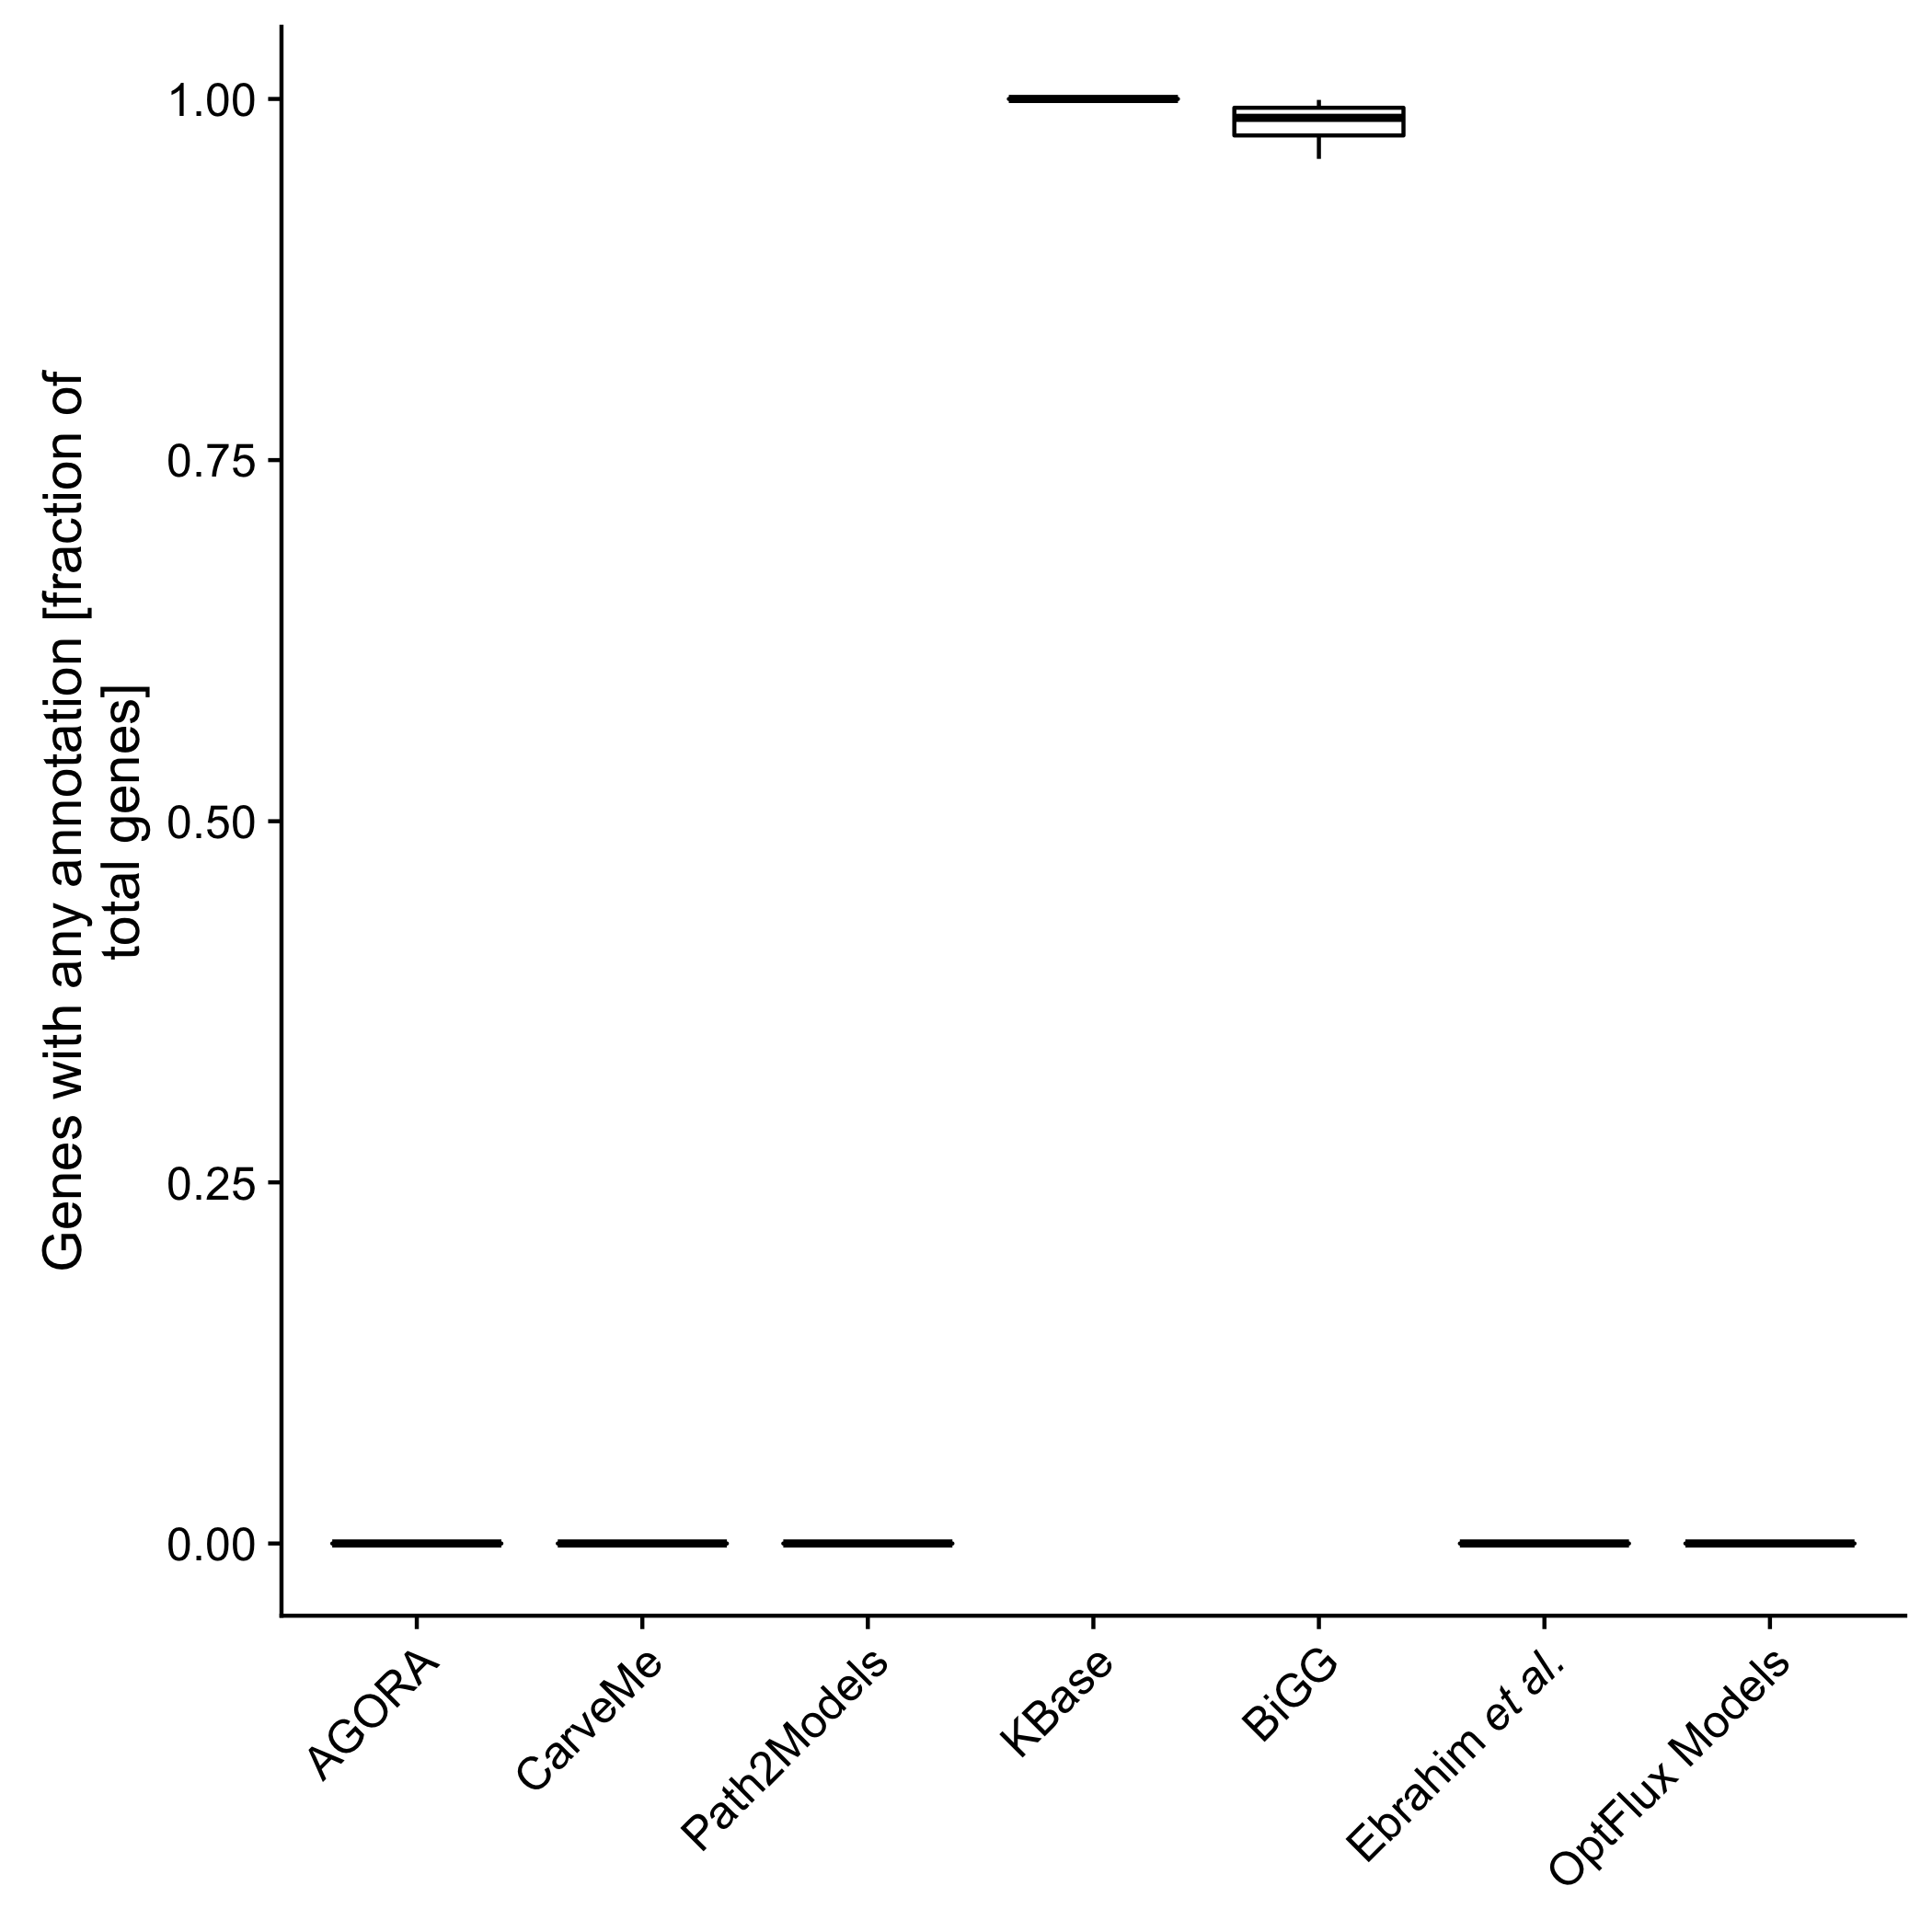 Genes with any annotation [fraction of
total genes]
1.00
0.75
0.50
0.25
0.00
AGORA
CarveMe
Path2Models
KBase
BiGG
Ebrahim et al.
OptFlux Models